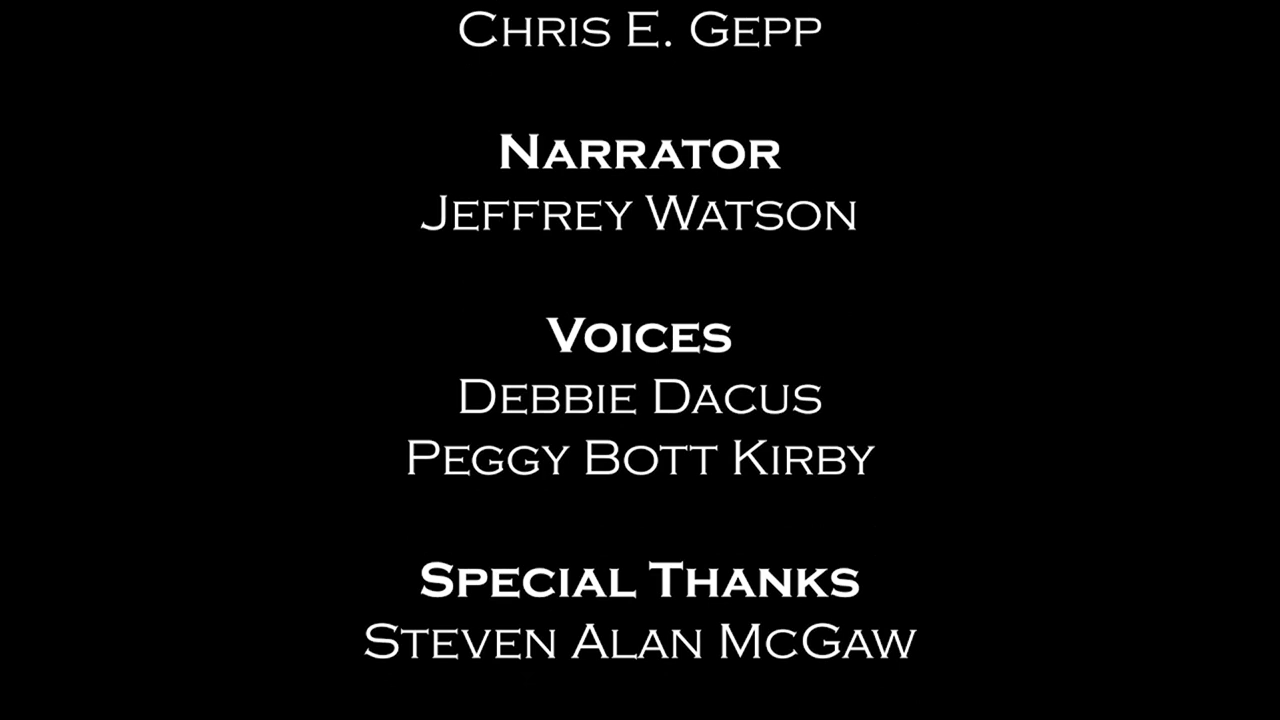 Chris E. Gepp
Narrator
Jeffrey Watson
Voices
Debbie Dacus
Peggy Bott Kirby
Special Thanks
Steven Alan McGaw